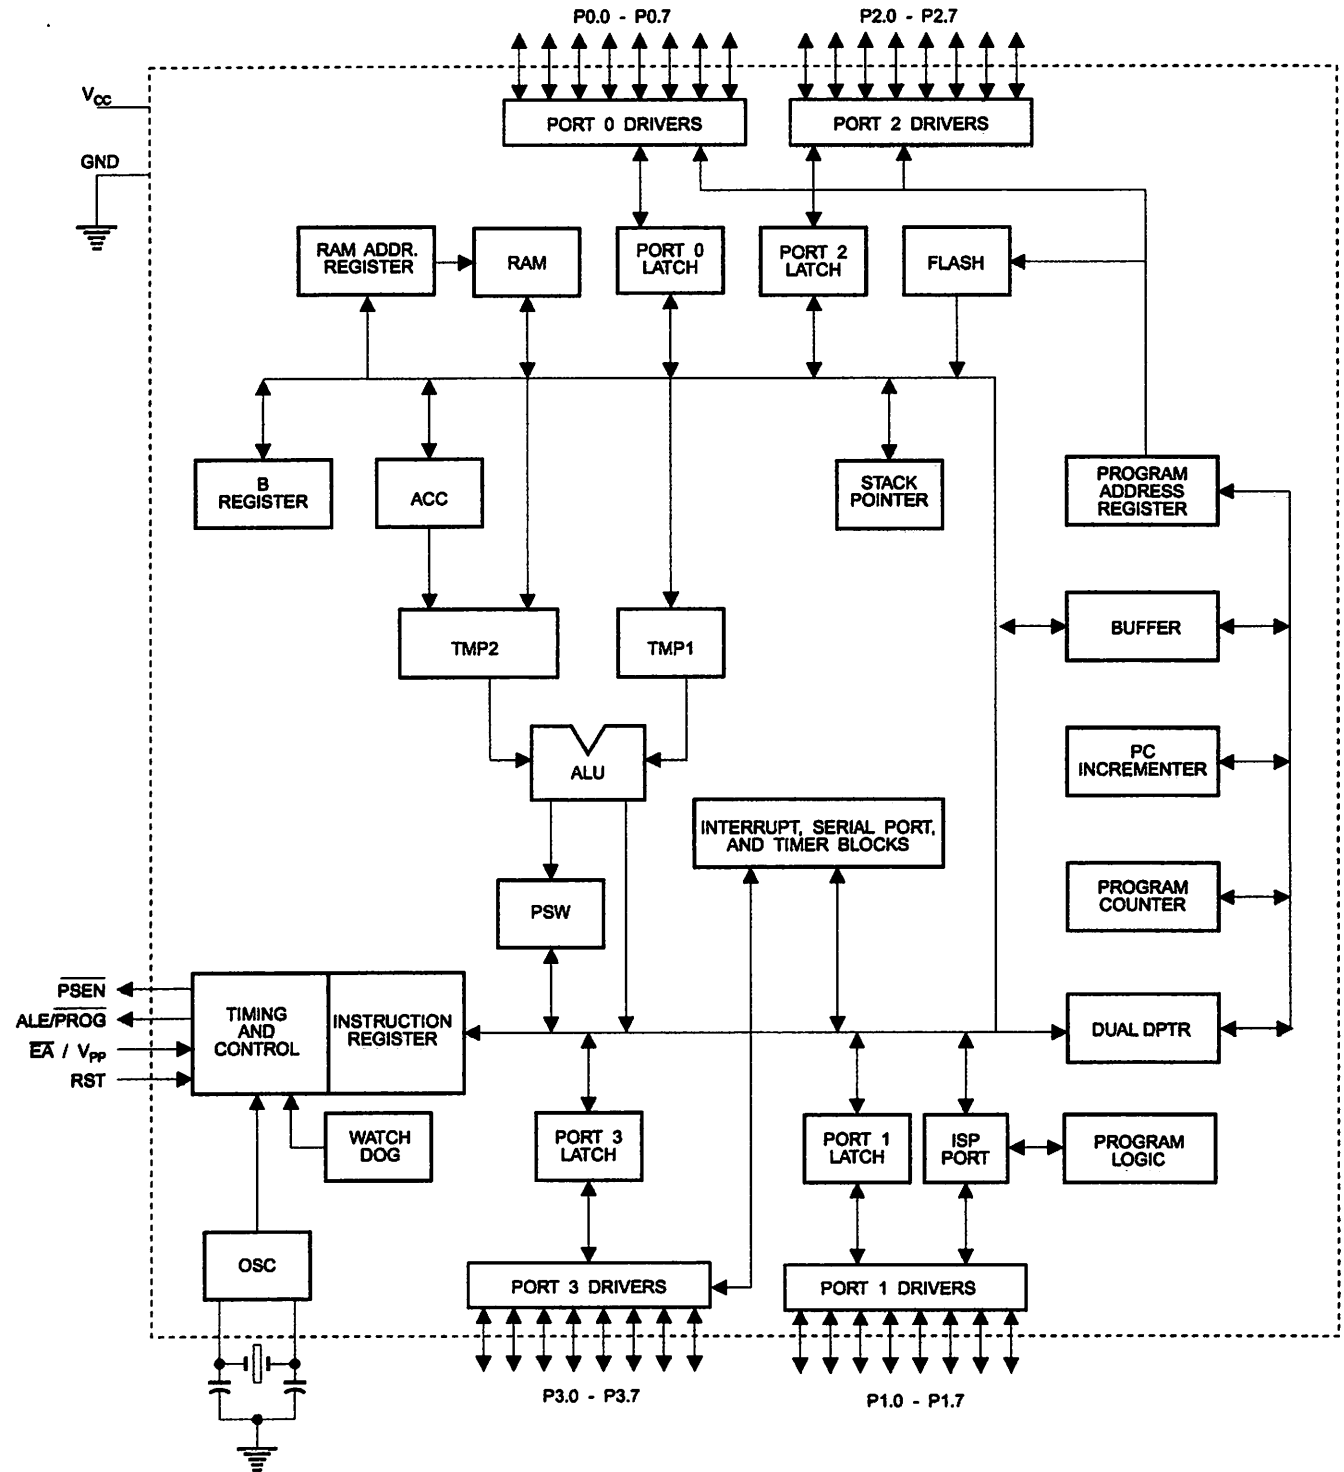 P0.0 - P0.7
P2.0 - P2.7
VCC
PORT 0 DRIVERS
PORT 2 DRIVERS
GND
RAM ADDR.
REGISTER
RAM
PORT 0
LATCH
PORT 2
LATCH
FLASH
B
REGISTER
ACC
STACK
POINTER
PROGRAM
ADDRESS
REGISTER
TMP2
TMP1
BUFFER
ALU
PC
INCREMENTER
INTERRUPT, SERIAL PORT,
AND TIMER BLOCKS
PSW
PROGRAM
COUNTER
PSEN
ALE/PROG
EA / VPP
RST
TIMING
AND
CONTROL
INSTRUCTION
REGISTER
DUAL DPTR
WATCH
DOG
PORT 3
LATCH
PORT 1
LATCH
ISP
PORT
PROGRAM
LOGIC
OSC
PORT 3 DRIVERS
PORT 1 DRIVERS
P3.0 - P3.7
P1.0 - P1.7